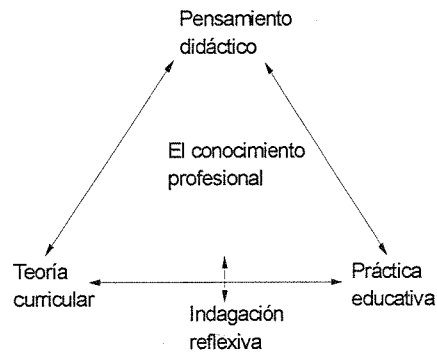 Pensamiento
didáctico
El conocimiento
profesional
Teoría
curricular
Práctica
educativa
Indagación
reflexiva